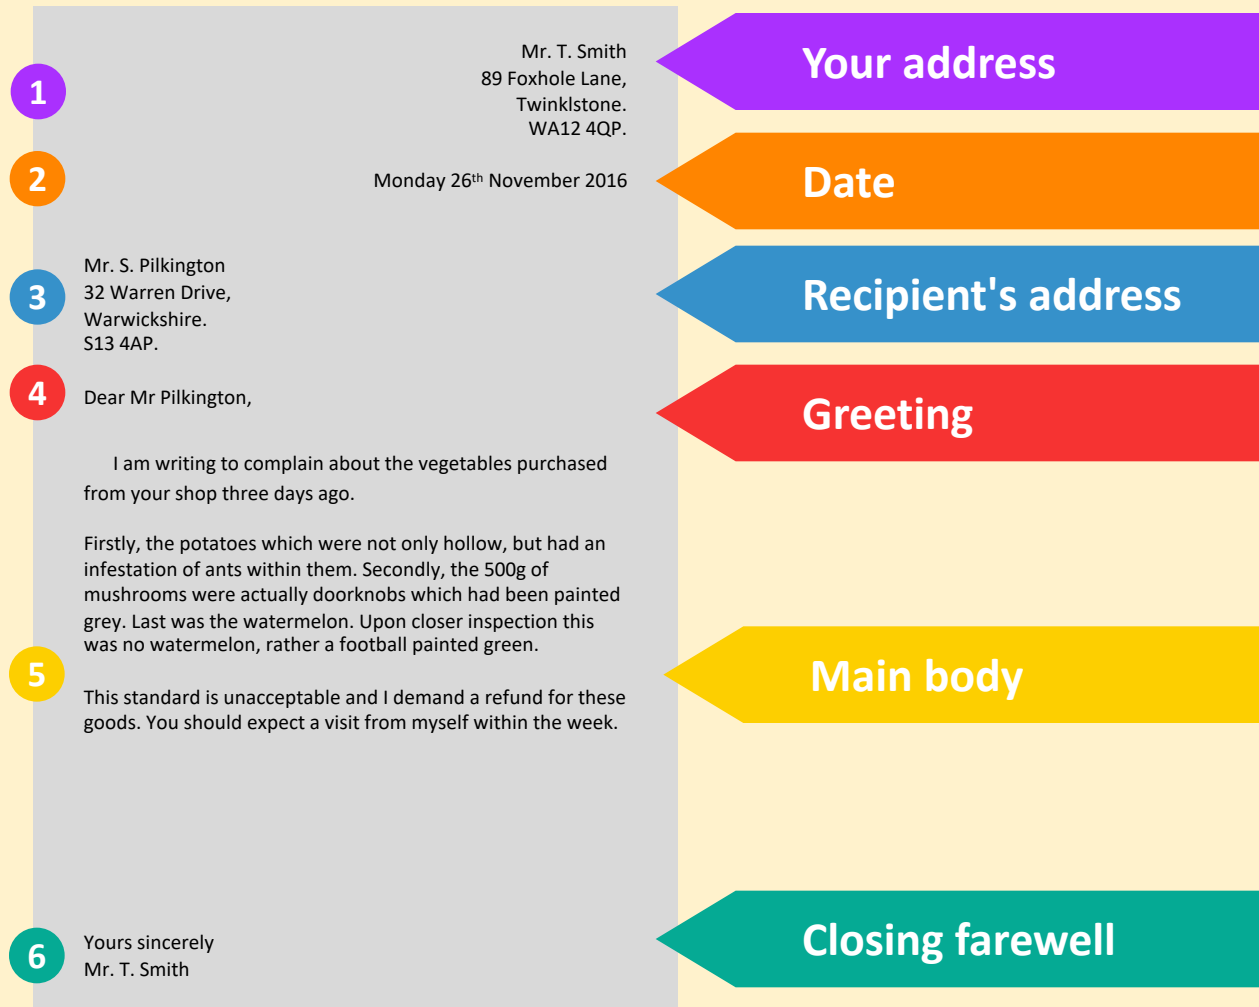 Mr. T. Smith
89 Foxhole Lane,
Twinklstone.
WA12 4QP.
Your address
1
2
Monday 26th November 2016
Date
3
Mr. S. Pilkington
32 Warren Drive,
Warwickshire.
S13 4AP.
Recipient's address
4
Dear Mr Pilkington,
Greeting
I am writing to complain about the vegetables purchased
from your shop three days ago.
Firstly, the potatoes which were not only hollow, but had an
infestation of ants within them. Secondly, the 500g of
mushrooms were actually doorknobs which had been painted
grey. Last was the watermelon. Upon closer inspection this
was no watermelon, rather a football painted green.
5
This standard is unacceptable and I demand a refund for these
goods. You should expect a visit from myself within the week.
Main body
6
Yours sincerely
Mr. T. Smith
Closing farewell